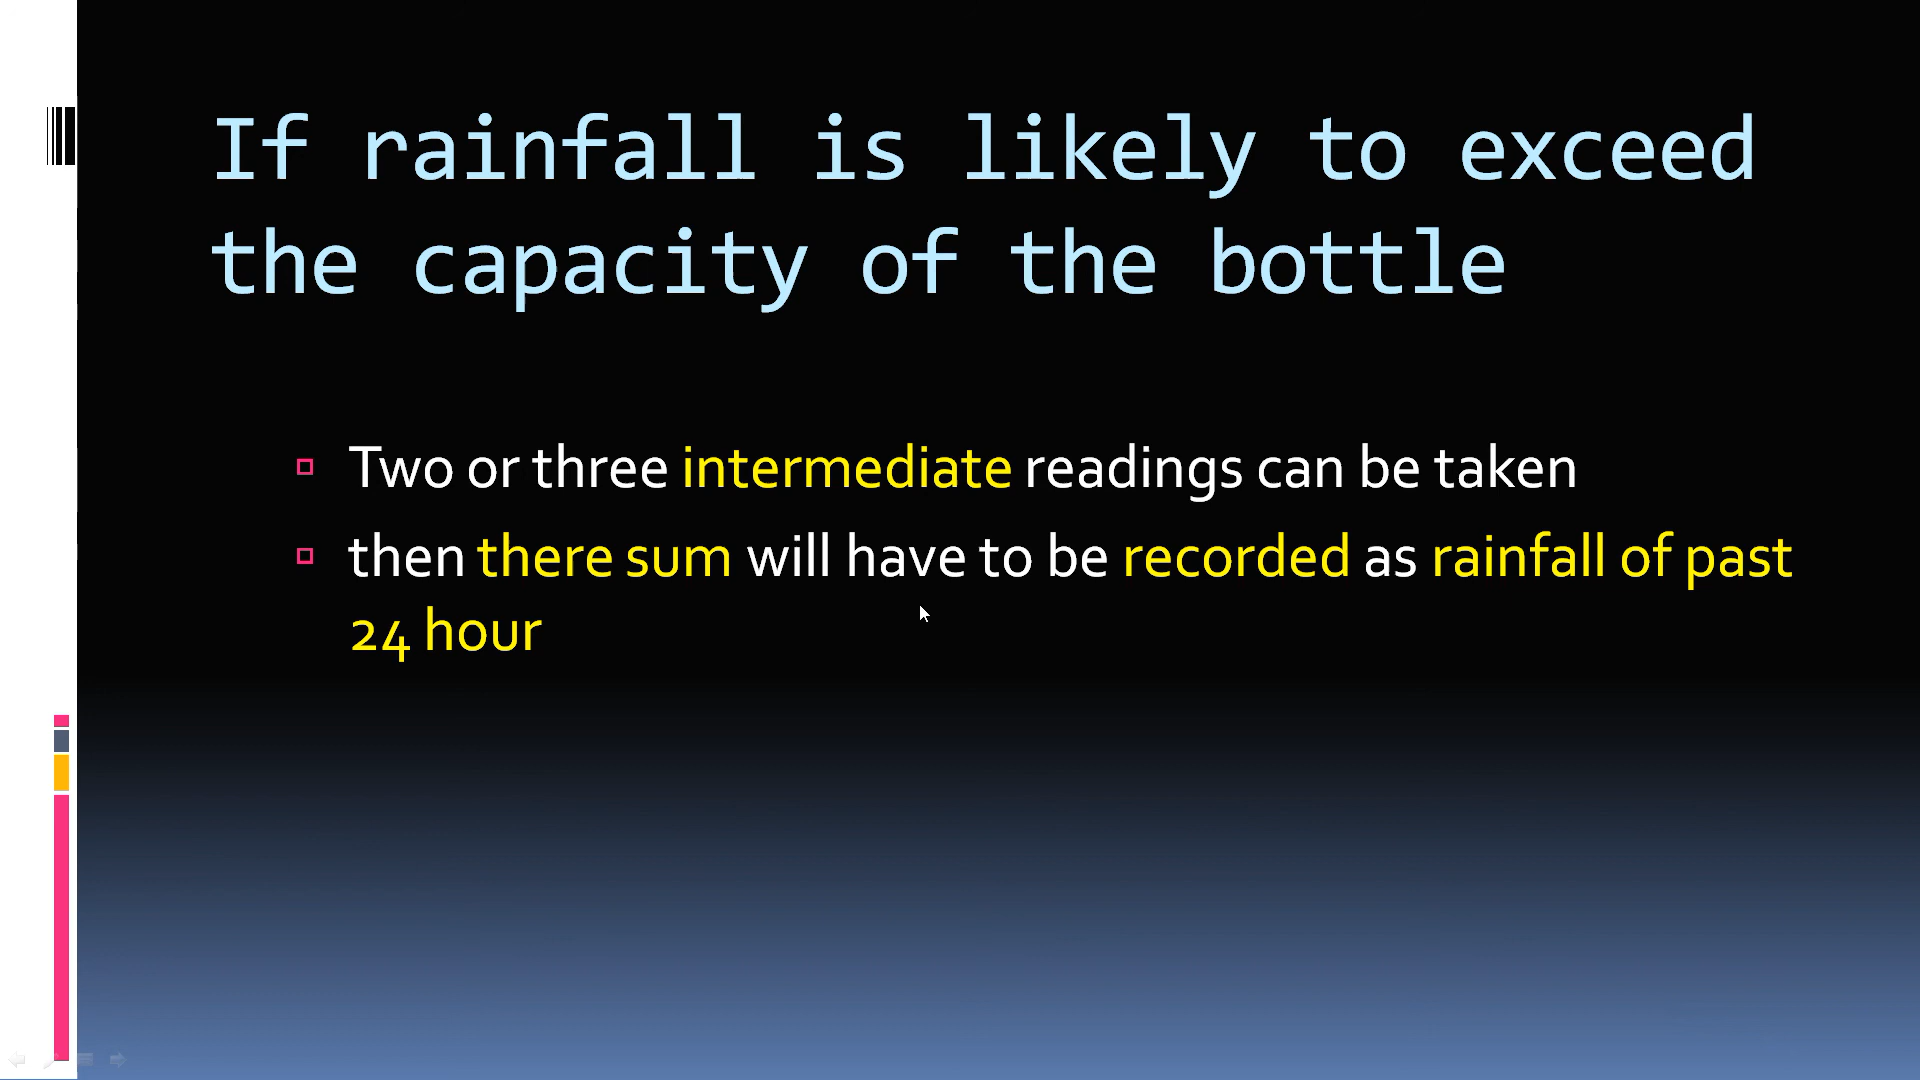 If rainfall is likely to exceed
the capacity of the bottle
Two or three intermediate readings can be taken
then there sum will have to be recorded as rainfall of past
24 hour